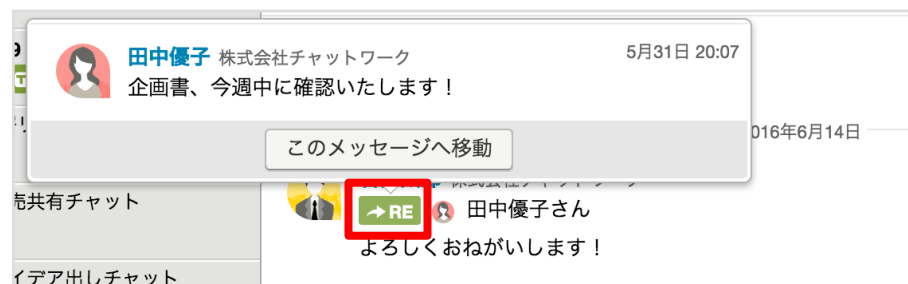 田中優子 株式会社チャットワーク 5月31日 20:07
企画書、今週中に確認いたします！
このメッセージへ移動
016年6月14日
RE 田中優子さん
よろしくおねがいします！
売共有チャット
イデア出しチャット